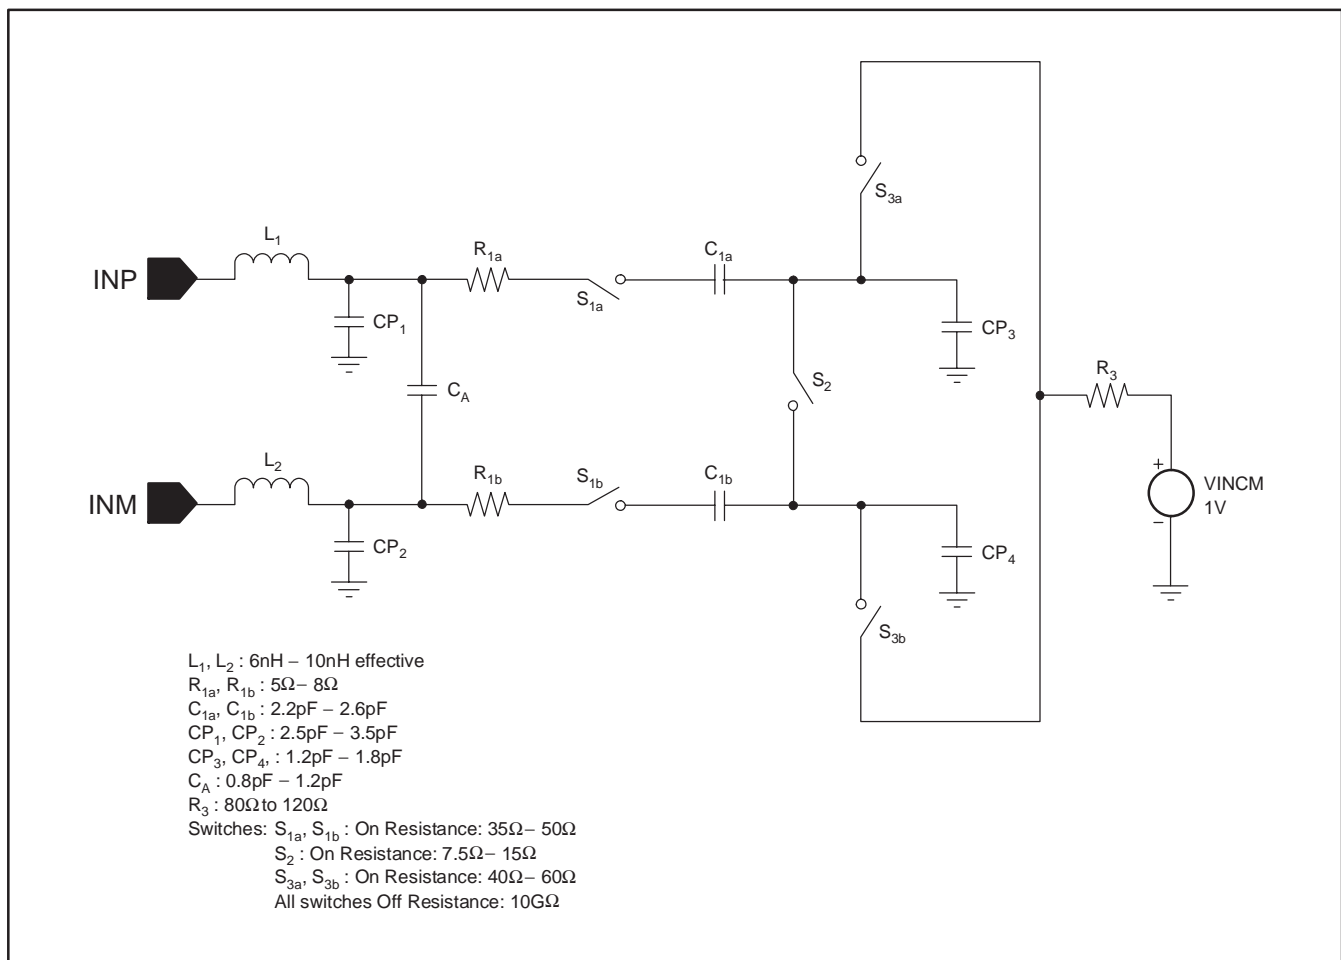 S3a
L1
R1a
C1a
INP
S1a
CP1
CP3
S2
R3
CA
L2
R1b
S1b
C1b
+
VINCM
1V
−
INM
CP2
CP4
S3b
L1, L2 : 6nH – 10nH effective
R1a, R1b : 5Ω – 8Ω
C1a, C1b : 2.2pF – 2.6pF
CP1, CP2 : 2.5pF – 3.5pF
CP3, CP4, : 1.2pF – 1.8pF
CA : 0.8pF – 1.2pF
R3 : 80Ω to 120Ω
Switches: S1a, S1b : On Resistance: 35Ω – 50Ω
S2 : On Resistance: 7.5Ω – 15Ω
S3a, S3b : On Resistance: 40Ω – 60Ω
All switches Off Resistance: 10GΩ